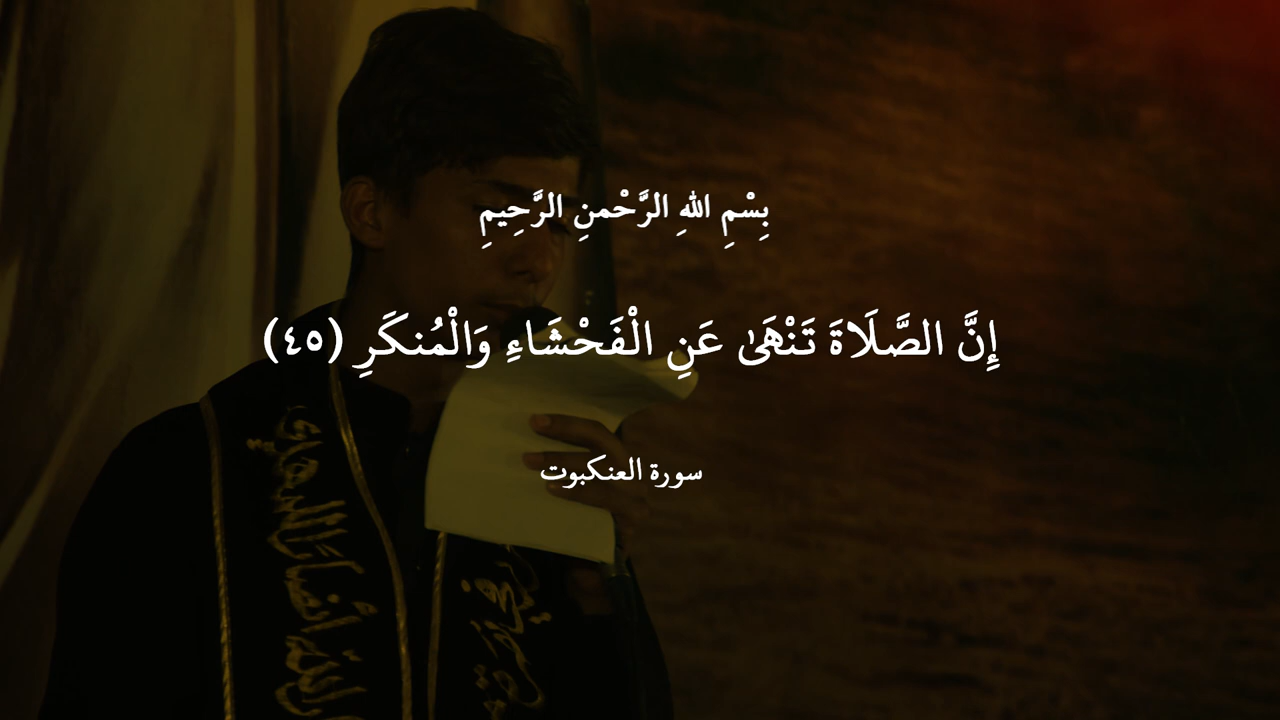 بِسْمِ اللهِ الرَّحْمنِ الرَّحِيمِ
إِنَّ الصَّلَاةَ تَنْهَىٰ عَنِ الْفَحْشَاءِ وَالْمُنكَرِ (٤٥)
سورة العنكبوت